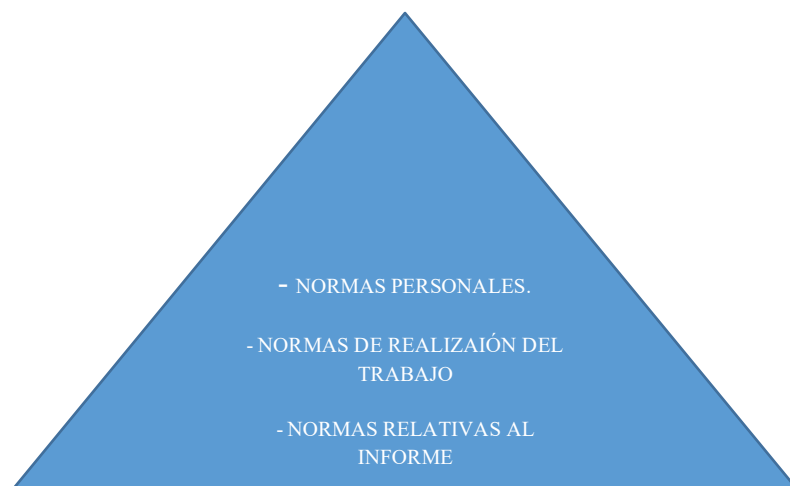 - NORMAS PERSONALES.
- NORMAS DE REALIZAIÓN DEL
TRABAJO
- NORMAS RELATIVAS AL
INFORME